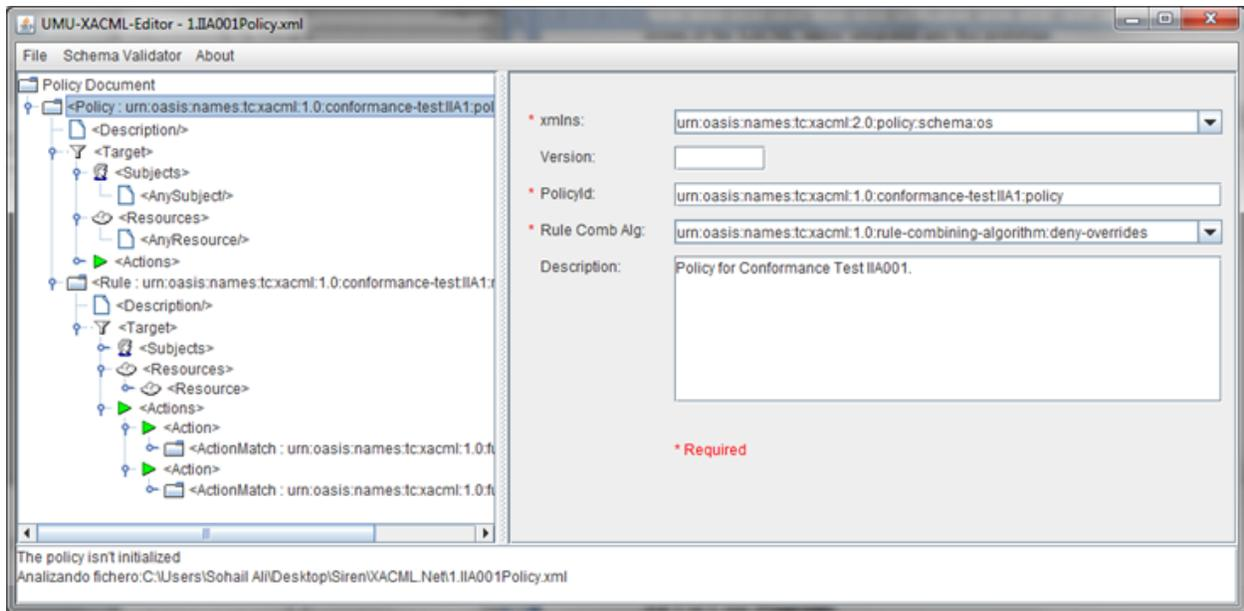 UMU-XACML-Editor - 1.IIA001Policy.xml
File Schema Validator About
Policy Document
<Policy : urn:oasis:names:tc:xacml:1.0:conformance-test:IIA1:pol
<Description/>
<Target>
<Subjects>
<AnySubject/>
<Resources>
<AnyResource/>
<Actions>
<Rule : urn:oasis:names:tc:xacml:1.0:conformance-test:IIA1:r
<Description/>
<Target>
<Subjects>
<Resources>
<Resource>
<Actions>
<Action>
<ActionMatch : urn:oasis:names:tc:xacml:1.0:fu
<Action>
<ActionMatch : urn:oasis:names:tc:xacml:1.0:fu
* xmlns: urn:oasis:names:tc:xacml:2.0:policy:schema:os
Version:
* PolicyId: urn:oasis:names:tc:xacml:1.0:conformance-test:IIA1:policy
* Rule Comb Alg: urn:oasis:names:tc:xacml:1.0:rule-combining-algorithm:deny-overrides
Description: Policy for Conformance Test IIA001.
* Required
The policy isn't initialized
Analizando fichero:C:\Users\Sohail Ali\Desktop\Siren\XACML.Net\1.IIA001Policy.xml